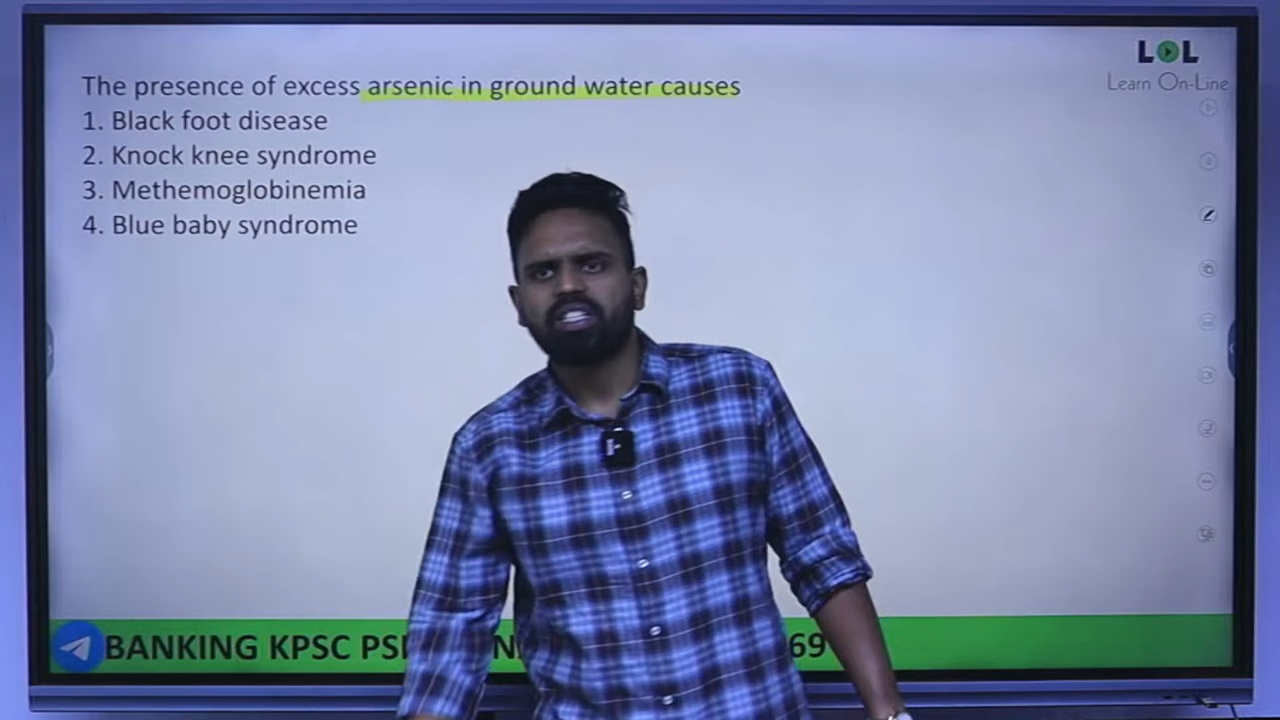 LOL
Learn On-Line
The presence of excess arsenic in ground water causes
1. Black foot disease
2. Knock knee syndrome
3. Methemoglobinemia
4. Blue baby syndrome
BANKING KPSC 69